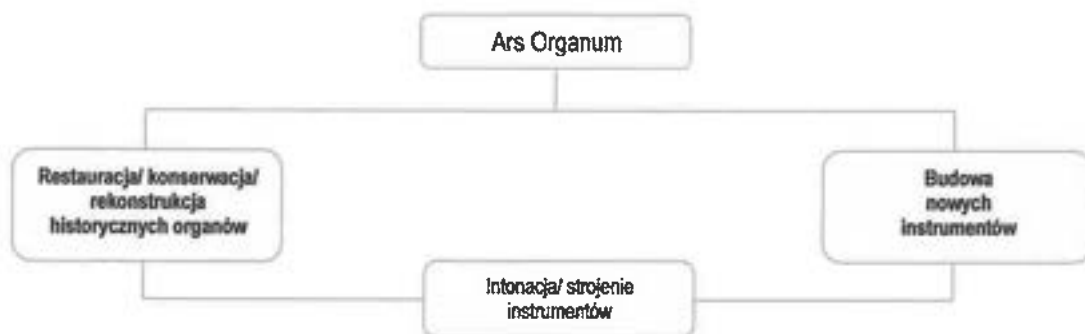 Ars Organum
Restauracja/ konserwacja/
rekonstrukcja
historycznych organów
Budowa
nowych
instrumentów
Intonacja/ strojenie
instrumentów